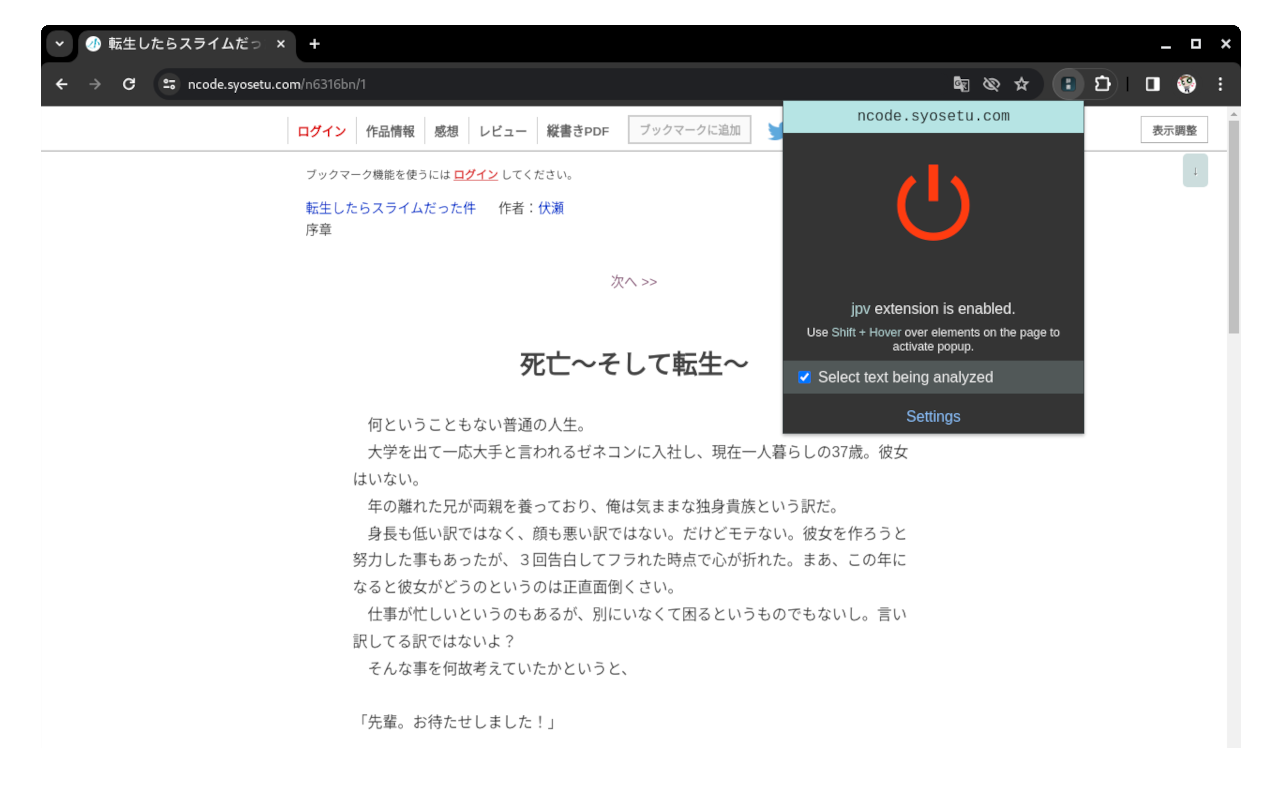 転生したらスライムだっ
ncode.syosetu.com/n6316bn/1
ログイン 作品情報 感想 レビュー 縦書きPDF ブックマークに追加 表示調整
ブックマーク機能を使うには ログイン してください。
↓
転生したらスライムだった件 作者：伏瀬
序章
次へ >>
死亡〜そして転生〜
何ということもない普通の人生。
大学を出て一応大手と言われるゼネコンに入社し、現在一人暮らしの37歳。彼女
はいない。
年の離れた兄が両親を養っており、俺は気ままな独身貴族という訳だ。
身長も低い訳ではなく、顔も悪い訳ではない。だけどモテない。彼女を作ろうと
努力した事もあったが、３回告白してフラれた時点で心が折れた。まあ、この年に
なると彼女がどうのというのは正直面倒くさい。
仕事が忙しいというのもあるが、別にいなくて困るというものでもないし。言い
訳してる訳ではないよ？
そんな事を何故考えていたかというと、
「先輩。お待たせしました！」
ncode.syosetu.com
jpv extension is enabled.
Use Shift + Hover over elements on the page to
activate popup.
Select text being analyzed
Settings